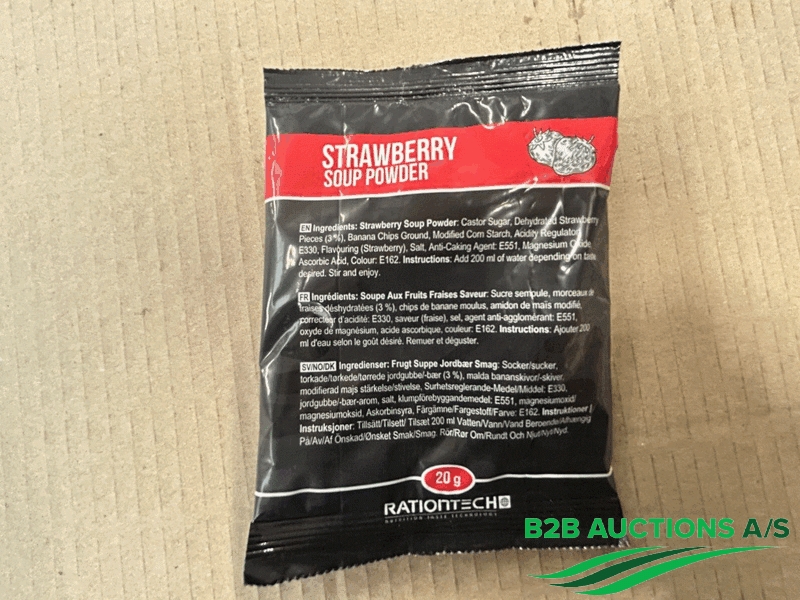 STRAWBERRY
SOUP POWDER
EN Ingredients: Strawberry Soup Powder: Castor Sugar, Dehydrated Strawberry
Pieces (3 %), Banana Chips Ground, Modified Corn Starch, Acidity Regulator:
E330, Flavouring (Strawberry), Salt, Anti-Caking Agent: E551, Magnesium Oxide
Ascorbic Acid, Colour: E162. Instructions: Add 200 ml of water depending on taste
desired. Stir and enjoy.
FR Ingrédients: Soupe Aux Fruits Fraises Saveur: Sucre semoule, morceaux de
fraises déshydratées (3 %), chips de banane moulus, amidon de maïs modifié,
correcteur d'acidité: E330, saveur (fraise), sel, agent anti-agglomérant: E551,
oxyde de magnésium, acide ascorbique, couleur: E162. Instructions: Ajouter 200
ml d'eau selon le goût désiré. Remuer et déguster.
SV/NO/DK Ingredienser: Frugt Suppe Jordbær Smag: Socker/sucker,
torkade/tørkede/tørrede jordgubbe/-bær (3 %), malda bananskivor/-skiver,
modifierad majs stärkelse/stivelse, Surhetsreglerande-Medel/Middel: E330,
jordgubbe/-bær-arom, salt, klumpförebyggandemedel: E551, magnesiumoxid/
magnesiumoksid, Askorbinsyra, Färgämne/Fargestoff/Farve: E162. Instruktioner |
Instruksjoner: Tillsätt/Tilsett/ Tilsæt 200 ml Vatten/Vann/Vand Beroende/Afhængig
På/Av/Af Önskad/Ønsket Smak/Smag. Rör/Rør Om/Rundt Och Njut/Nyt/Nyd.
20 g
RATIONTECH
NUTRITION TASTE TECHNOLOGY
B2B AUCTIONS A/S